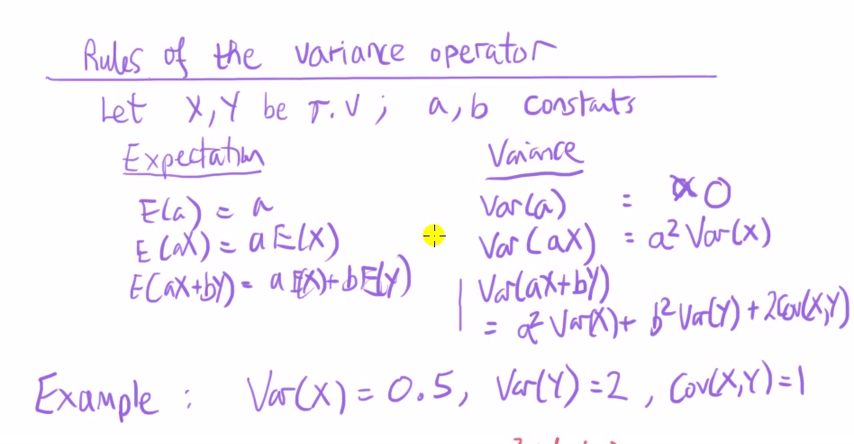 Rules of the variance operator
Let X, Y be r.v ; a, b constants
Expectation
E(a) = a
E(aX) = a E(X)
E(aX+bY) = a E(X) + b E(Y)
Variance
Var(a) = 0
Var(aX) = a² Var(X)
Var(aX+bY)
= a² Var(X) + b² Var(Y) + 2Cov(X,Y)
Example : Var(X) = 0.5, Var(Y) = 2, Cov(X,Y) = 1